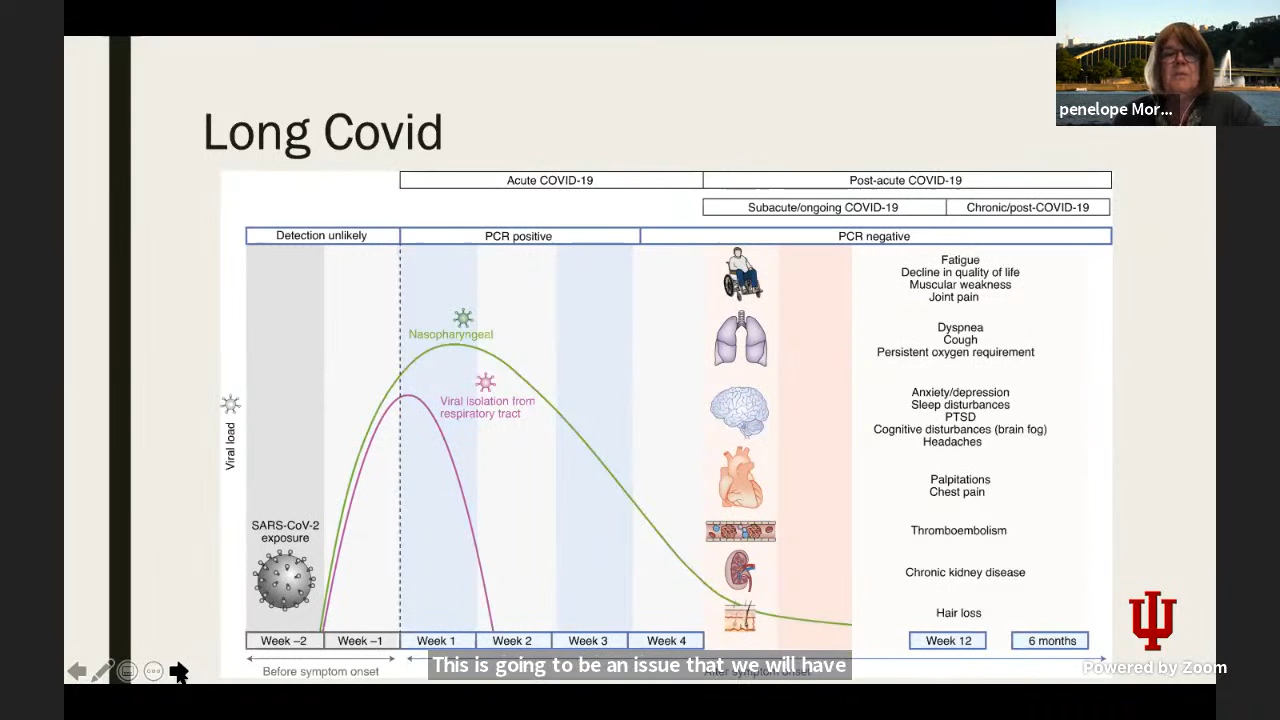 penelope Mor...
Long Covid
Acute COVID-19
Post-acute COVID-19
Subacute/ongoing COVID-19
Chronic/post-COVID-19
Detection unlikely
PCR positive
PCR negative
Fatigue
Decline in quality of life
Muscular weakness
Joint pain
Nasopharyngeal
Dyspnea
Cough
Persistent oxygen requirement
Viral isolation from
respiratory tract
Anxiety/depression
Sleep disturbances
PTSD
Cognitive disturbances (brain fog)
Headaches
Viral load
Palpitations
Chest pain
SARS-CoV-2
exposure
Thromboembolism
Chronic kidney disease
Hair loss
Week –2
Week –1
Week 1
Week 2
Week 3
Week 4
Week 12
6 months
Before symptom onset
After symptom onset
This is going to be an issue that we will have
Powered by Zoom